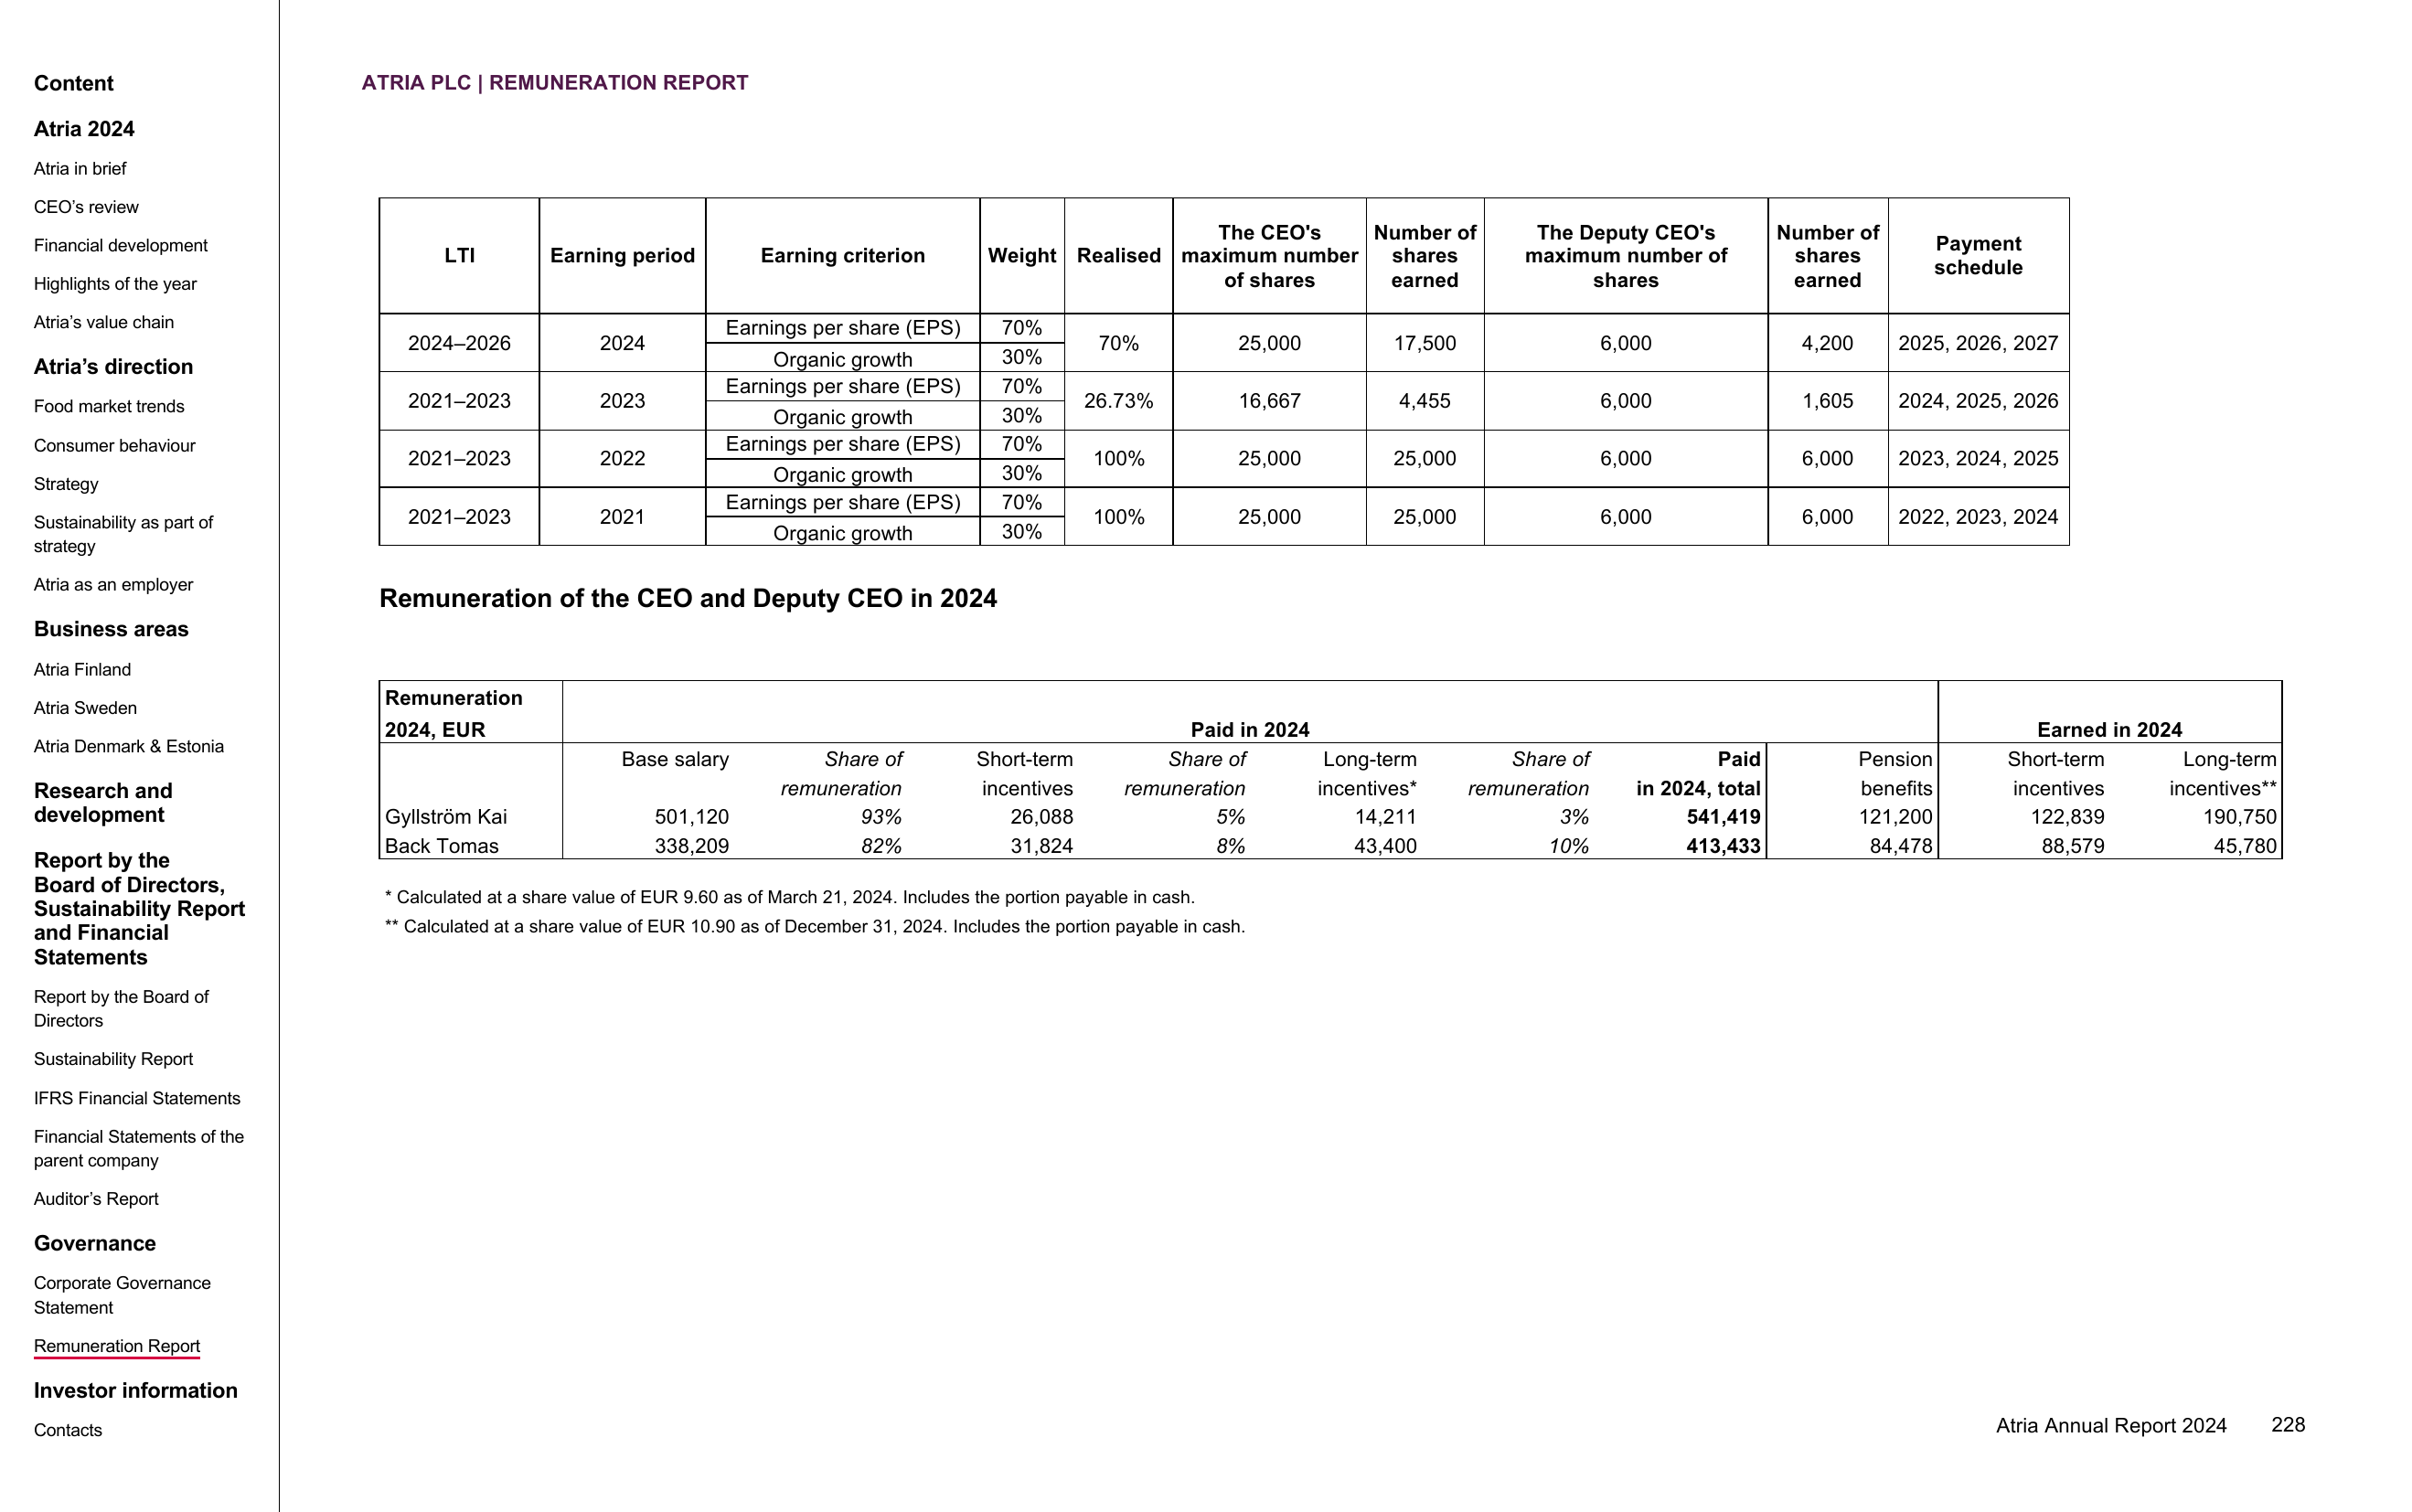 Content
Atria 2024
Atria in brief
CEO’s review
Financial development
Highlights of the year
Atria’s value chain
Atria’s direction
Food market trends
Consumer behaviour
Strategy
Sustainability as part of
strategy
Atria as an employer
Business areas
Atria Finland
Atria Sweden
Atria Denmark & Estonia
Research and
development
Report by the
Board of Directors,
Sustainability Report
and Financial
Statements
Report by the Board of
Directors
Sustainability Report
IFRS Financial Statements
Financial Statements of the
parent company
Auditor’s Report
Governance
Corporate Governance
Statement
Remuneration Report
Investor information
Contacts
ATRIA PLC | REMUNERATION REPORT
LTI Earning period Earning criterion Weight Realised The CEO's maximum number of shares Number of shares earned The Deputy CEO's maximum number of shares Number of shares earned Payment schedule
2024–2026 2024 Earnings per share (EPS) 70% 70% 25,000 17,500 6,000 4,200 2025, 2026, 2027
Organic growth 30%
2021–2023 2023 Earnings per share (EPS) 70% 26.73% 16,667 4,455 6,000 1,605 2024, 2025, 2026
Organic growth 30%
2021–2023 2022 Earnings per share (EPS) 70% 100% 25,000 25,000 6,000 6,000 2023, 2024, 2025
Organic growth 30%
2021–2023 2021 Earnings per share (EPS) 70% 100% 25,000 25,000 6,000 6,000 2022, 2023, 2024
Organic growth 30%
Remuneration of the CEO and Deputy CEO in 2024
Remuneration
2024, EUR Paid in 2024 Earned in 2024
Base salary Share of Short-term Share of Long-term Share of Paid Pension Short-term Long-term
remuneration incentives remuneration incentives* remuneration in 2024, total benefits incentives incentives**
Gyllström Kai 501,120 93% 26,088 5% 14,211 3% 541,419 121,200 122,839 190,750
Back Tomas 338,209 82% 31,824 8% 43,400 10% 413,433 84,478 88,579 45,780
* Calculated at a share value of EUR 9.60 as of March 21, 2024. Includes the portion payable in cash.
** Calculated at a share value of EUR 10.90 as of December 31, 2024. Includes the portion payable in cash.
Atria Annual Report 2024 228